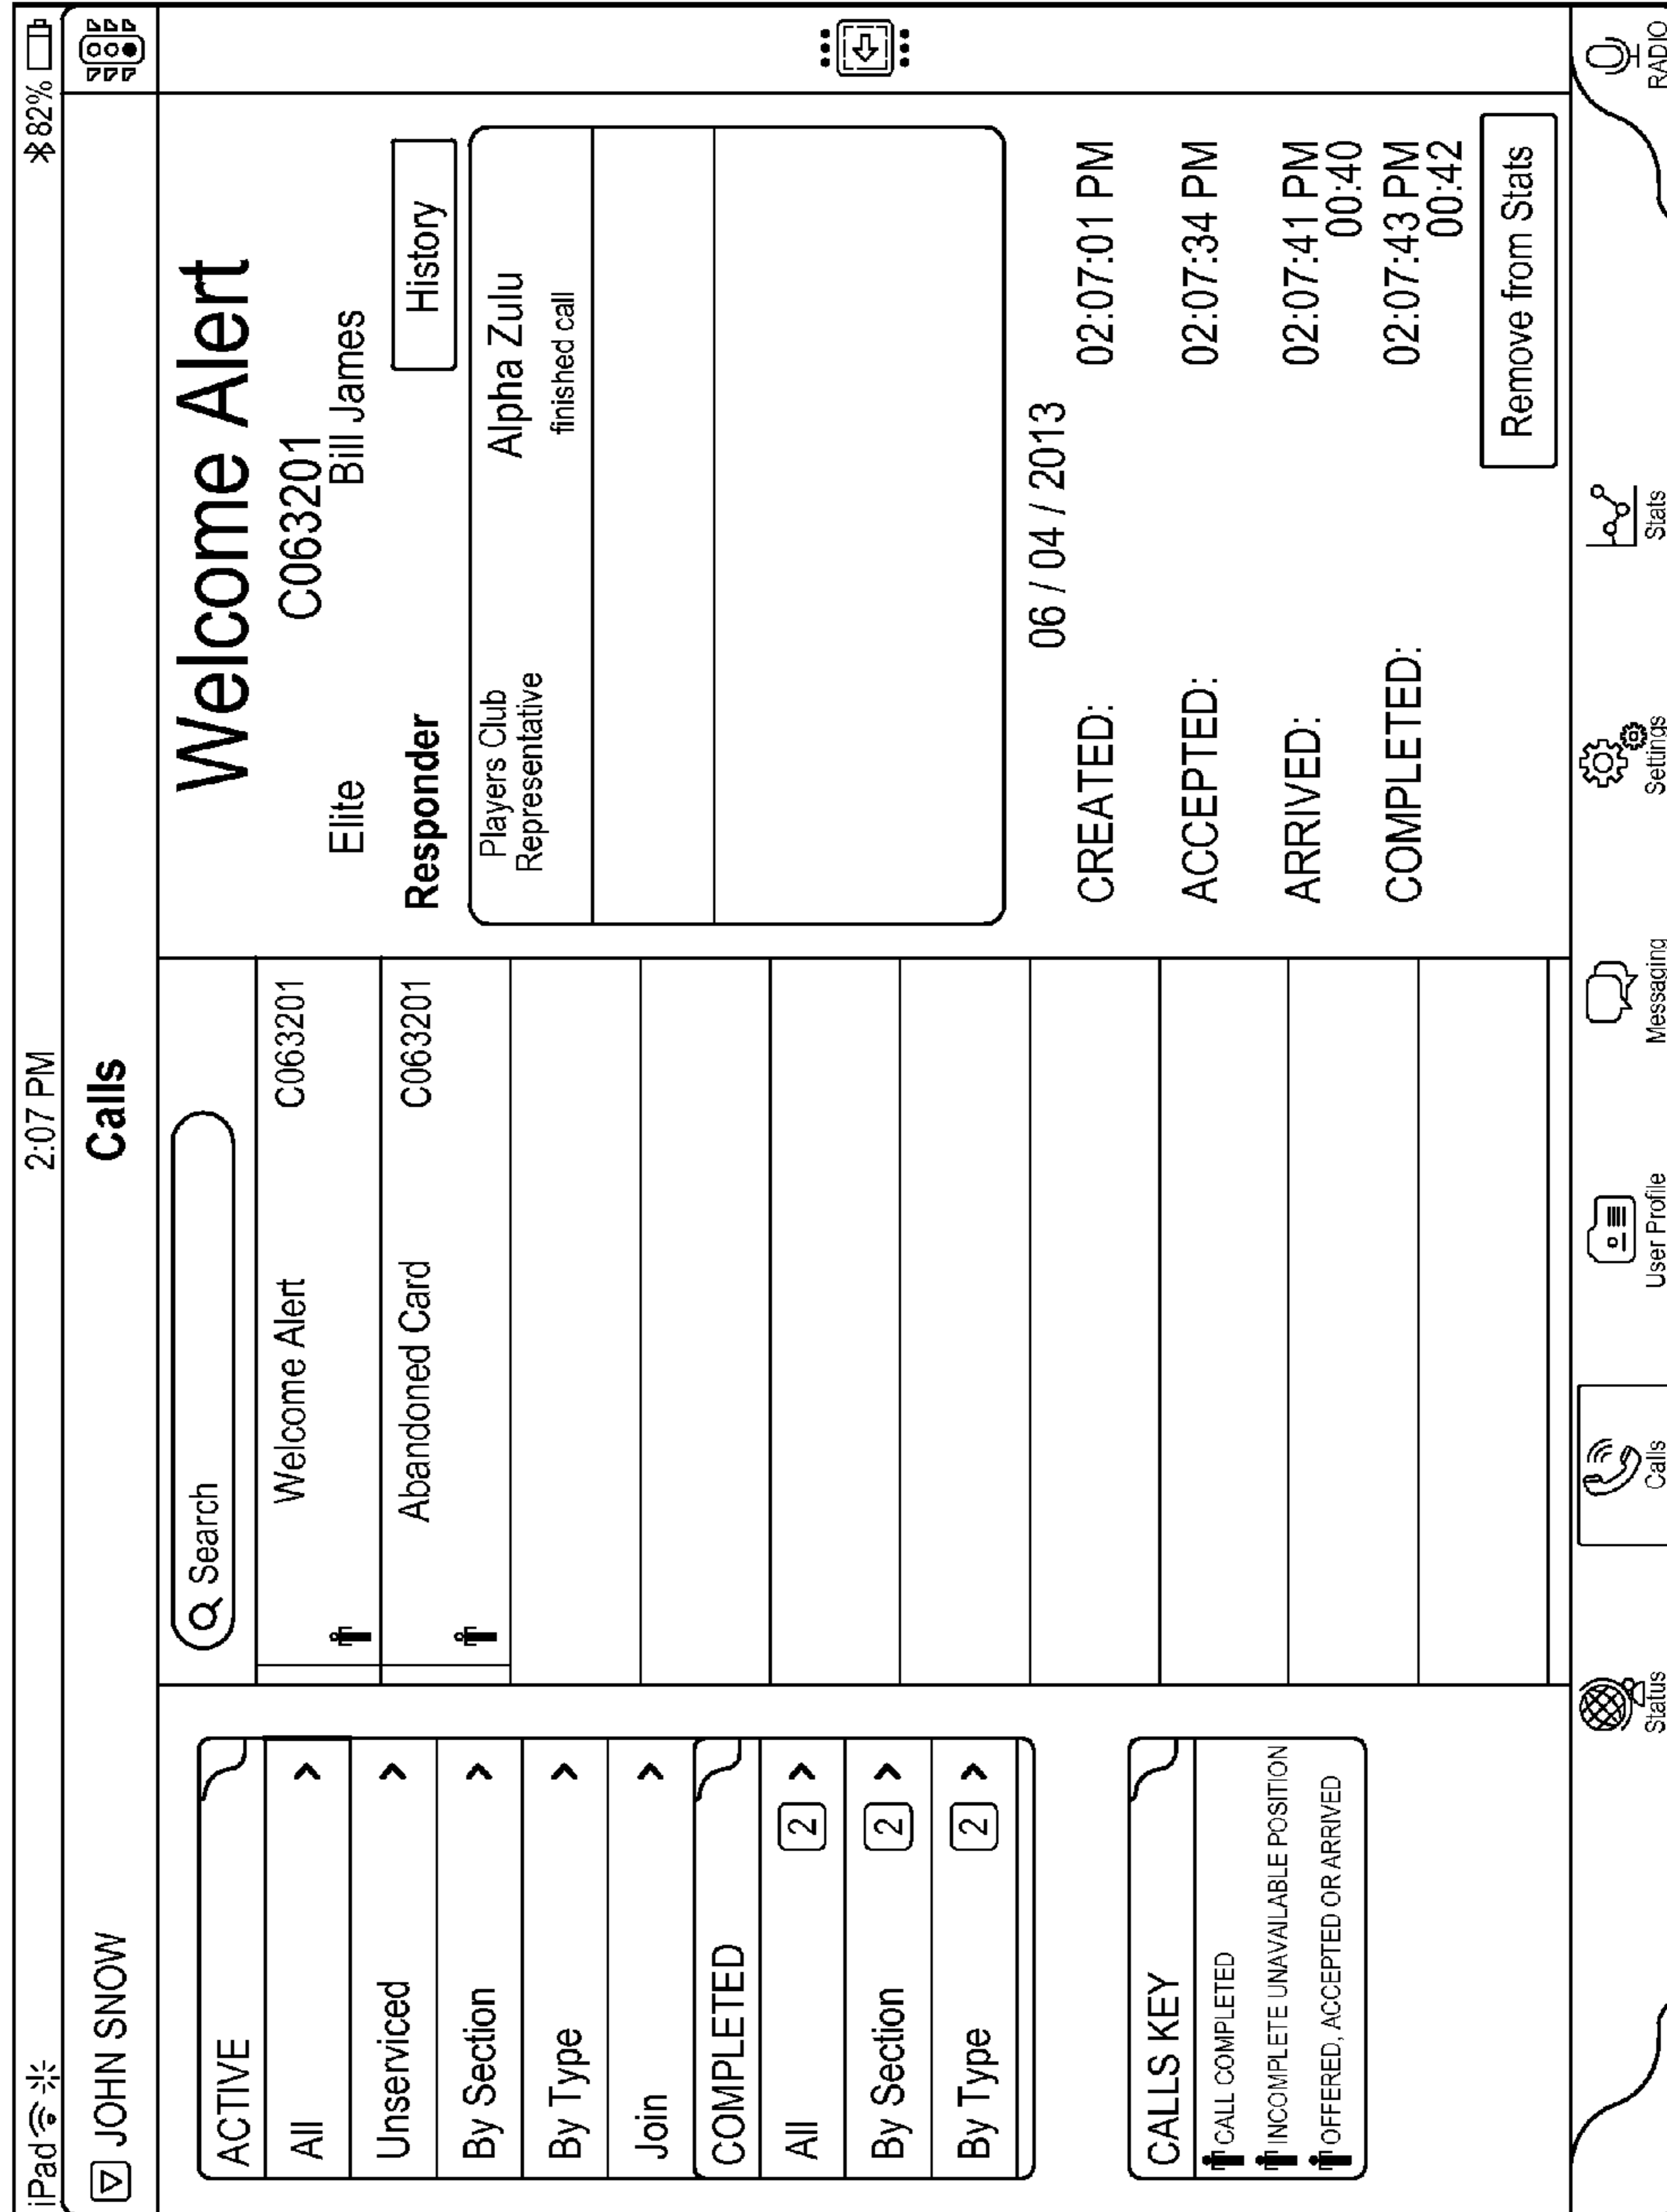 iPad 2:07 PM 82%
JOHN SNOW Calls
ACTIVE
All >
Unserviced >
By Section >
By Type >
Join >
COMPLETED
All 2 >
By Section 2 >
By Type 2 >
CALLS KEY
CALL COMPLETED
INCOMPLETE UNAVAILABLE POSITION
OFFERED, ACCEPTED OR ARRIVED
Search
Welcome Alert C063201
Abandoned Card C063201
Welcome Alert
C063201
Elite Bill James
Responder History
Players Club
Representative
Alpha Zulu
finished call
06 / 04 / 2013
CREATED: 02:07:01 PM
ACCEPTED: 02:07:34 PM
ARRIVED: 02:07:41 PM
00:40
COMPLETED: 02:07:43 PM
00:42
Remove from Stats
Status Calls User Profile Messaging Settings Stats RADIO